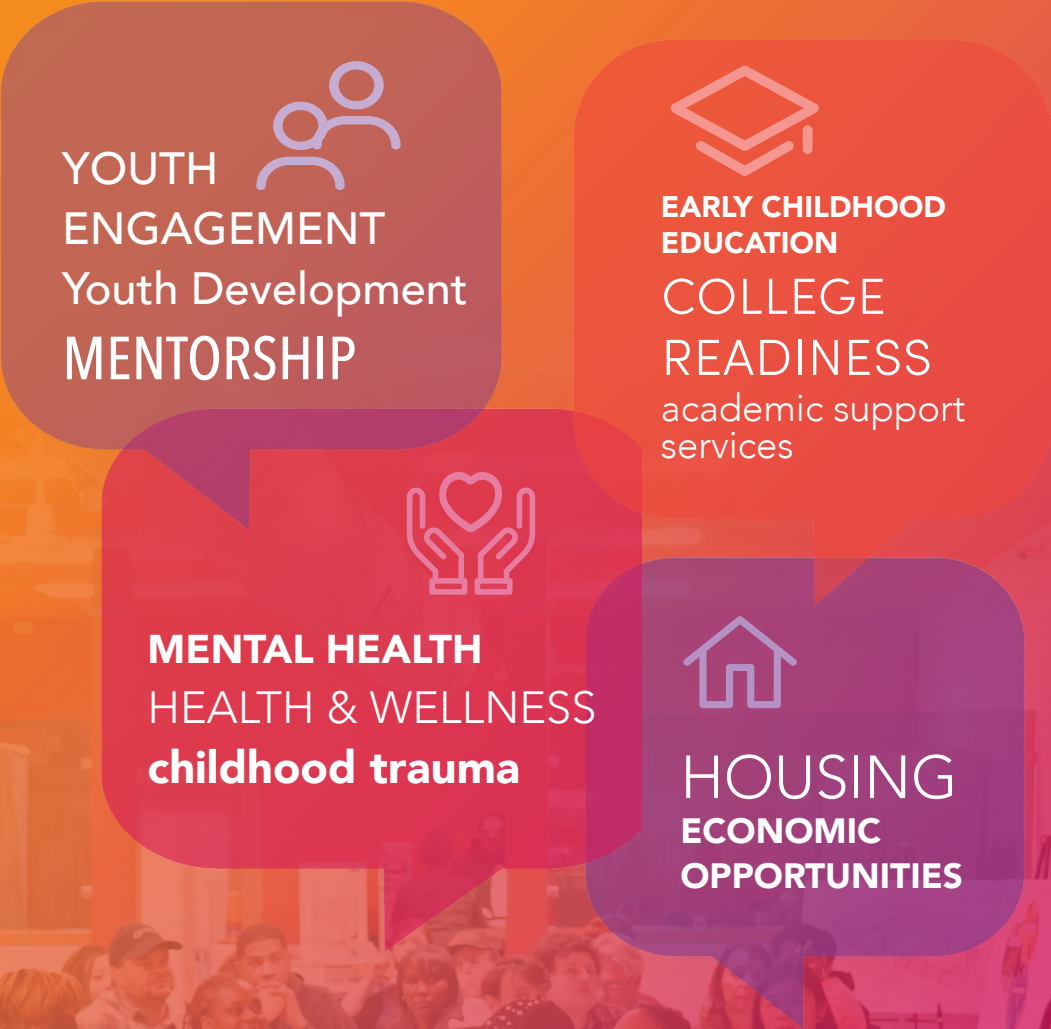 YOUTH
ENGAGEMENT
Youth Development
MENTORSHIP
EARLY CHILDHOOD
EDUCATION
COLLEGE
READINESS
academic support
services
MENTAL HEALTH
HEALTH & WELLNESS
childhood trauma
HOUSING
ECONOMIC
OPPORTUNITIES